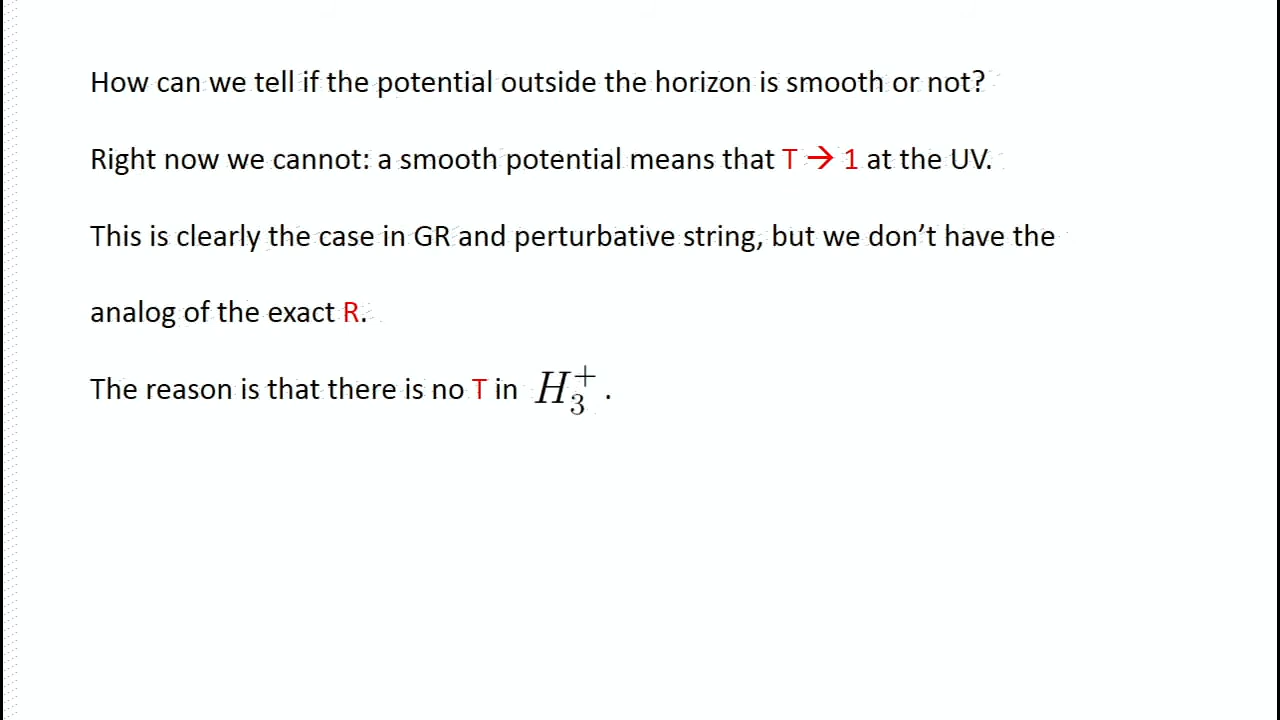 How can we tell if the potential outside the horizon is smooth or not?
Right now we cannot: a smooth potential means that T → 1 at the UV.
This is clearly the case in GR and perturbative string, but we don’t have the
analog of the exact R.
The reason is that there is no T in $H_3^+$ .